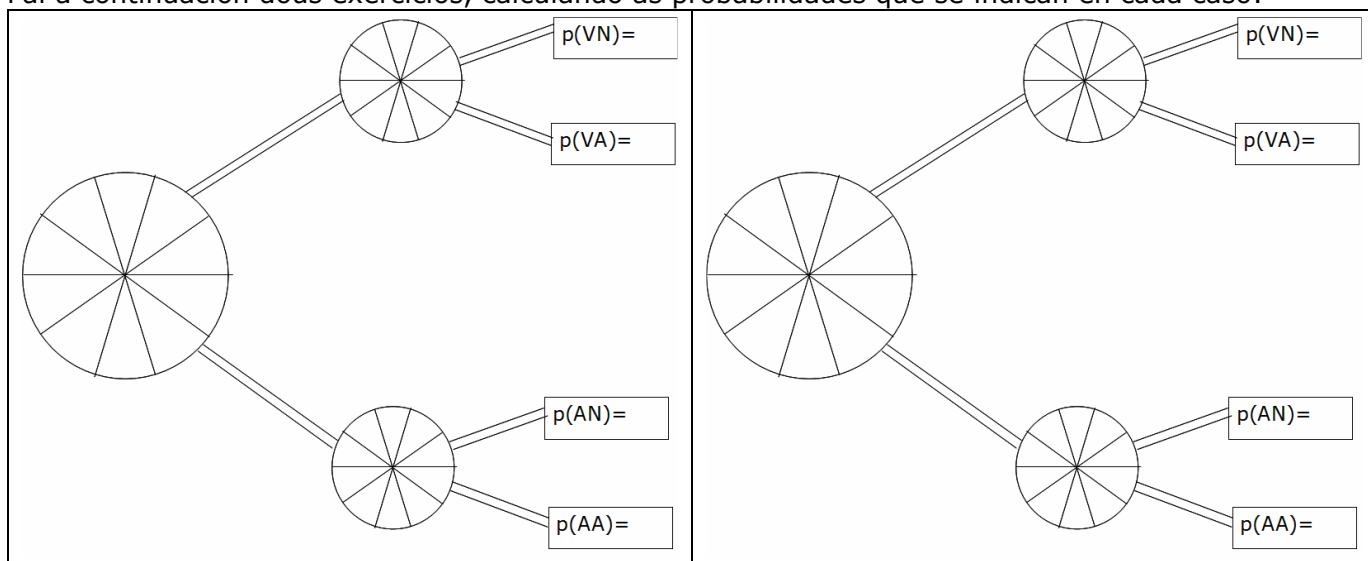 Fai a continuación dous exercicios, calculando as probabilidades que se indican en cada caso:
p(VN)=
p(VA)=
p(AN)=
p(AA)=
p(VN)=
p(VA)=
p(AN)=
p(AA)=